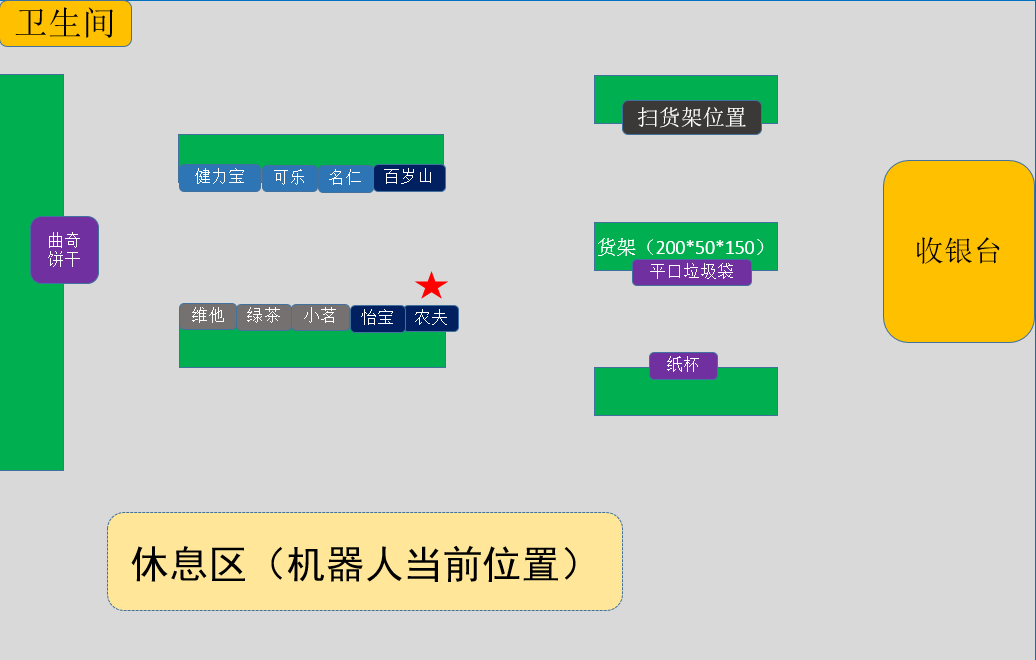 卫生间
扫货架位置
健力宝
可乐
名仁
百岁山
曲奇
饼干
货架（200*50*150）
平口垃圾袋
收银台
维他
绿茶
小茗
怡宝
农夫
纸杯
休息区（机器人当前位置）